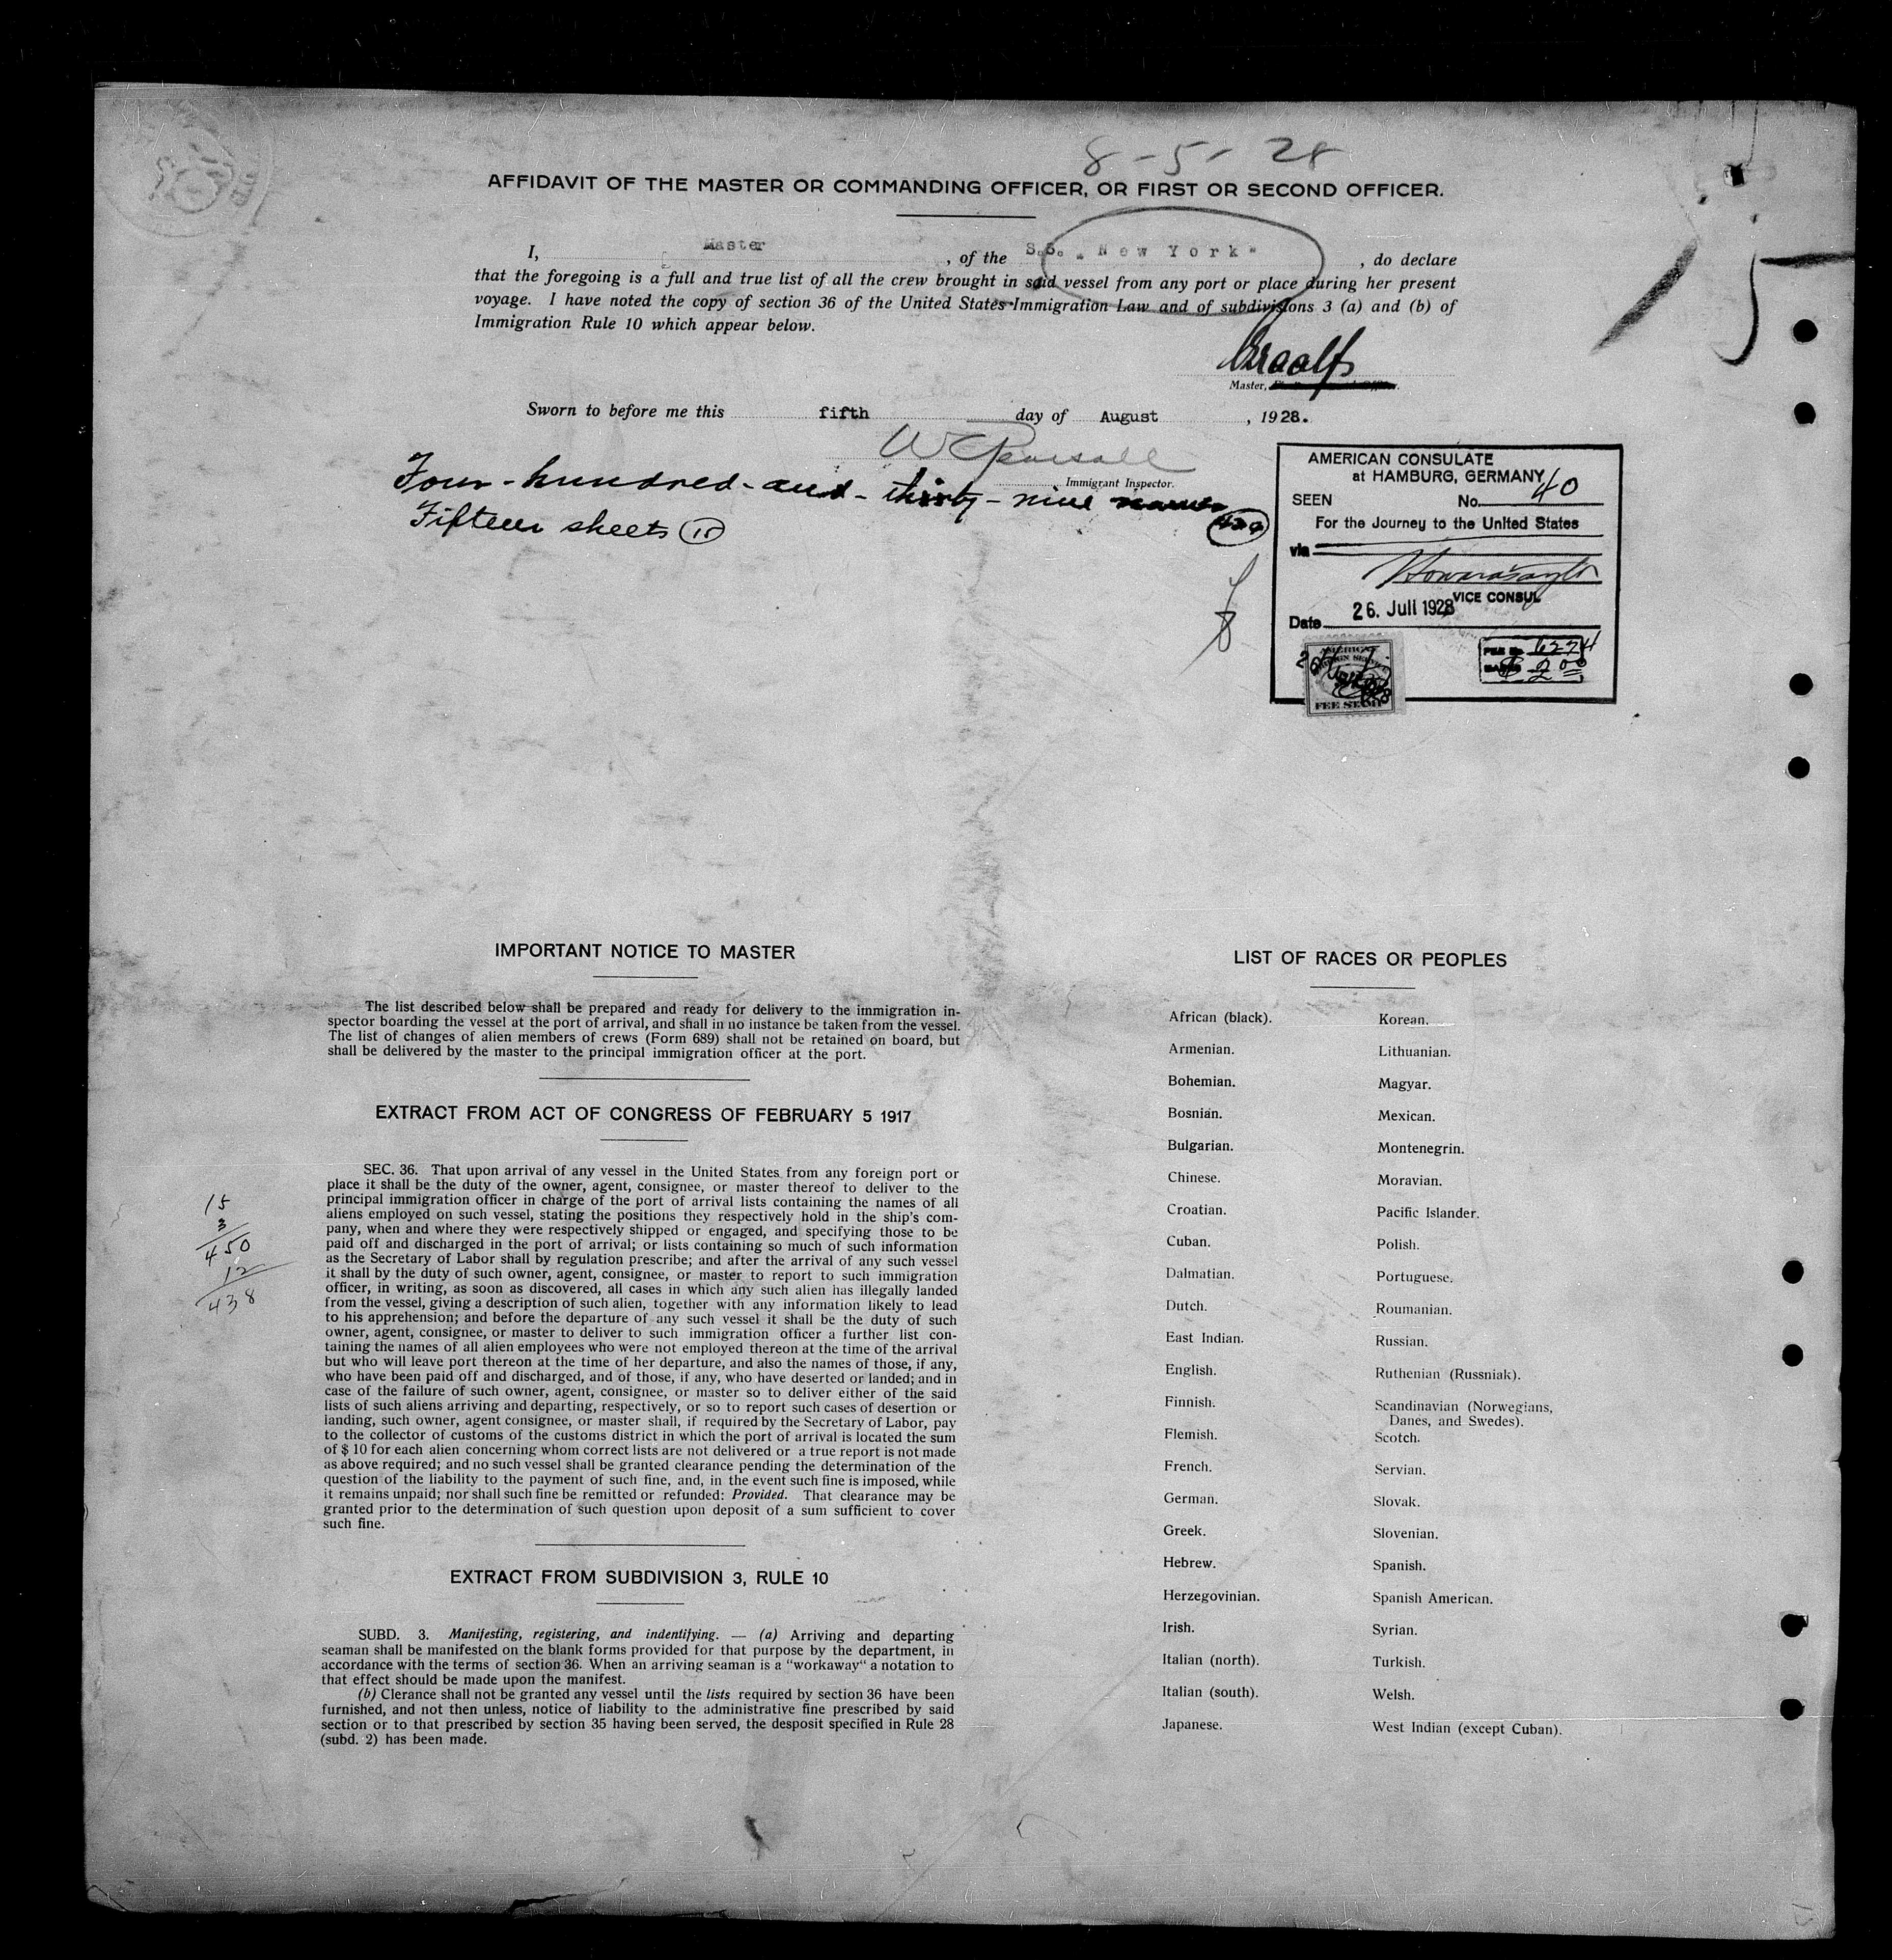 8-5-28
AFFIDAVIT OF THE MASTER OR COMMANDING OFFICER, OR FIRST OR SECOND OFFICER.
I, Master, of the S.S. „New York", do declare
that the foregoing is a full and true list of all the crew brought in said vessel from any port or place during her present
voyage. I have noted the copy of section 36 of the United States Immigration Law and of subdivisions 3 (a) and (b) of
Immigration Rule 10 which appear below.
15
Graalfs
Master,
Sworn to before me this fifth day of August, 1928.
Immigrant Inspector.
Four-hundred-and-thirty-nine names
Fifteen sheets (15)
AMERICAN CONSULATE
at HAMBURG, GERMANY
SEEN No. 40
For the Journey to the United States
via
VICE CONSUL
Date 26. Juli 1928
FEE STAMP
6274
$ 2.00
IMPORTANT NOTICE TO MASTER
The list described below shall be prepared and ready for delivery to the immigration in-
spector boarding the vessel at the port of arrival, and shall in no instance be taken from the vessel.
The list of changes of alien members of crews (Form 689) shall not be retained on board, but
shall be delivered by the master to the principal immigration officer at the port.
EXTRACT FROM ACT OF CONGRESS OF FEBRUARY 5 1917
SEC. 36. That upon arrival of any vessel in the United States from any foreign port or
place it shall be the duty of the owner, agent, consignee, or master thereof to deliver to the
principal immigration officer in charge of the port of arrival lists containing the names of all
aliens employed on such vessel, stating the positions they respectively hold in the ship's com-
pany, when and where they were respectively shipped or engaged, and specifying those to be
paid off and discharged in the port of arrival; or lists containing so much of such information
as the Secretary of Labor shall by regulation prescribe; and after the arrival of any such vessel
it shall by the duty of such owner, agent, consignee, or master to report to such immigration
officer, in writing, as soon as discovered, all cases in which any such alien has illegally landed
from the vessel, giving a description of such alien, together with any information likely to lead
to his apprehension; and before the departure of any such vessel it shall be the duty of such
owner, agent, consignee, or master to deliver to such immigration officer a further list con-
taining the names of all alien employees who were not employed thereon at the time of the arrival
but who will leave port thereon at the time of her departure, and also the names of those, if any,
who have been paid off and discharged, and of those, if any, who have deserted or landed; and in
case of the failure of such owner, agent, consignee, or master so to deliver either of the said
lists of such aliens arriving and departing, respectively, or so to report such cases of desertion or
landing, such owner, agent consignee, or master shall, if required by the Secretary of Labor, pay
to the collector of customs of the customs district in which the port of arrival is located the sum
of $ 10 for each alien concerning whom correct lists are not delivered or a true report is not made
as above required; and no such vessel shall be granted clearance pending the determination of the
question of the liability to the payment of such fine, and, in the event such fine is imposed, while
it remains unpaid; nor shall such fine be remitted or refunded: Provided. That clearance may be
granted prior to the determination of such question upon deposit of a sum sufficient to cover
such fine.
15
3
450
12
438
EXTRACT FROM SUBDIVISION 3, RULE 10
SUBD. 3. Manifesting, registering, and indentifying. — (a) Arriving and departing
seaman shall be manifested on the blank forms provided for that purpose by the department, in
accordance with the terms of section 36. When an arriving seaman is a "workaway" a notation to
that effect should be made upon the manifest.
(b) Clerance shall not be granted any vessel until the lists required by section 36 have been
furnished, and not then unless, notice of liability to the administrative fine prescribed by said
section or to that prescribed by section 35 having been served, the desposit specified in Rule 28
(subd. 2) has been made.
LIST OF RACES OR PEOPLES
African (black).
Armenian.
Bohemian.
Bosnian.
Bulgarian.
Chinese.
Croatian.
Cuban.
Dalmatian.
Dutch.
East Indian.
English.
Finnish.
Flemish.
French.
German.
Greek.
Hebrew.
Herzegovinian.
Irish.
Italian (north).
Italian (south).
Japanese.
Korean.
Lithuanian.
Magyar.
Mexican.
Montenegrin.
Moravian.
Pacific Islander.
Polish.
Portuguese.
Roumanian.
Russian.
Ruthenian (Russniak).
Scandinavian (Norwegians,
Danes, and Swedes).
Scotch.
Servian.
Slovak.
Slovenian.
Spanish.
Spanish American.
Syrian.
Turkish.
Welsh.
West Indian (except Cuban).